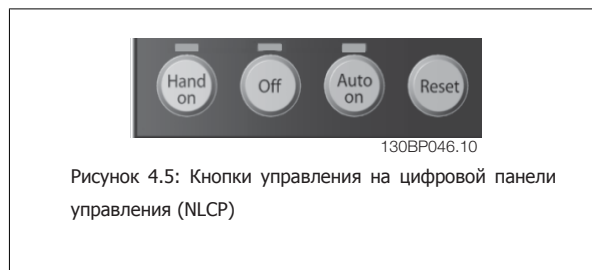 Hand on
Off
Auto on
Reset
130BP046.10
Рисунок 4.5: Кнопки управления на цифровой панели
управления (NLCP)